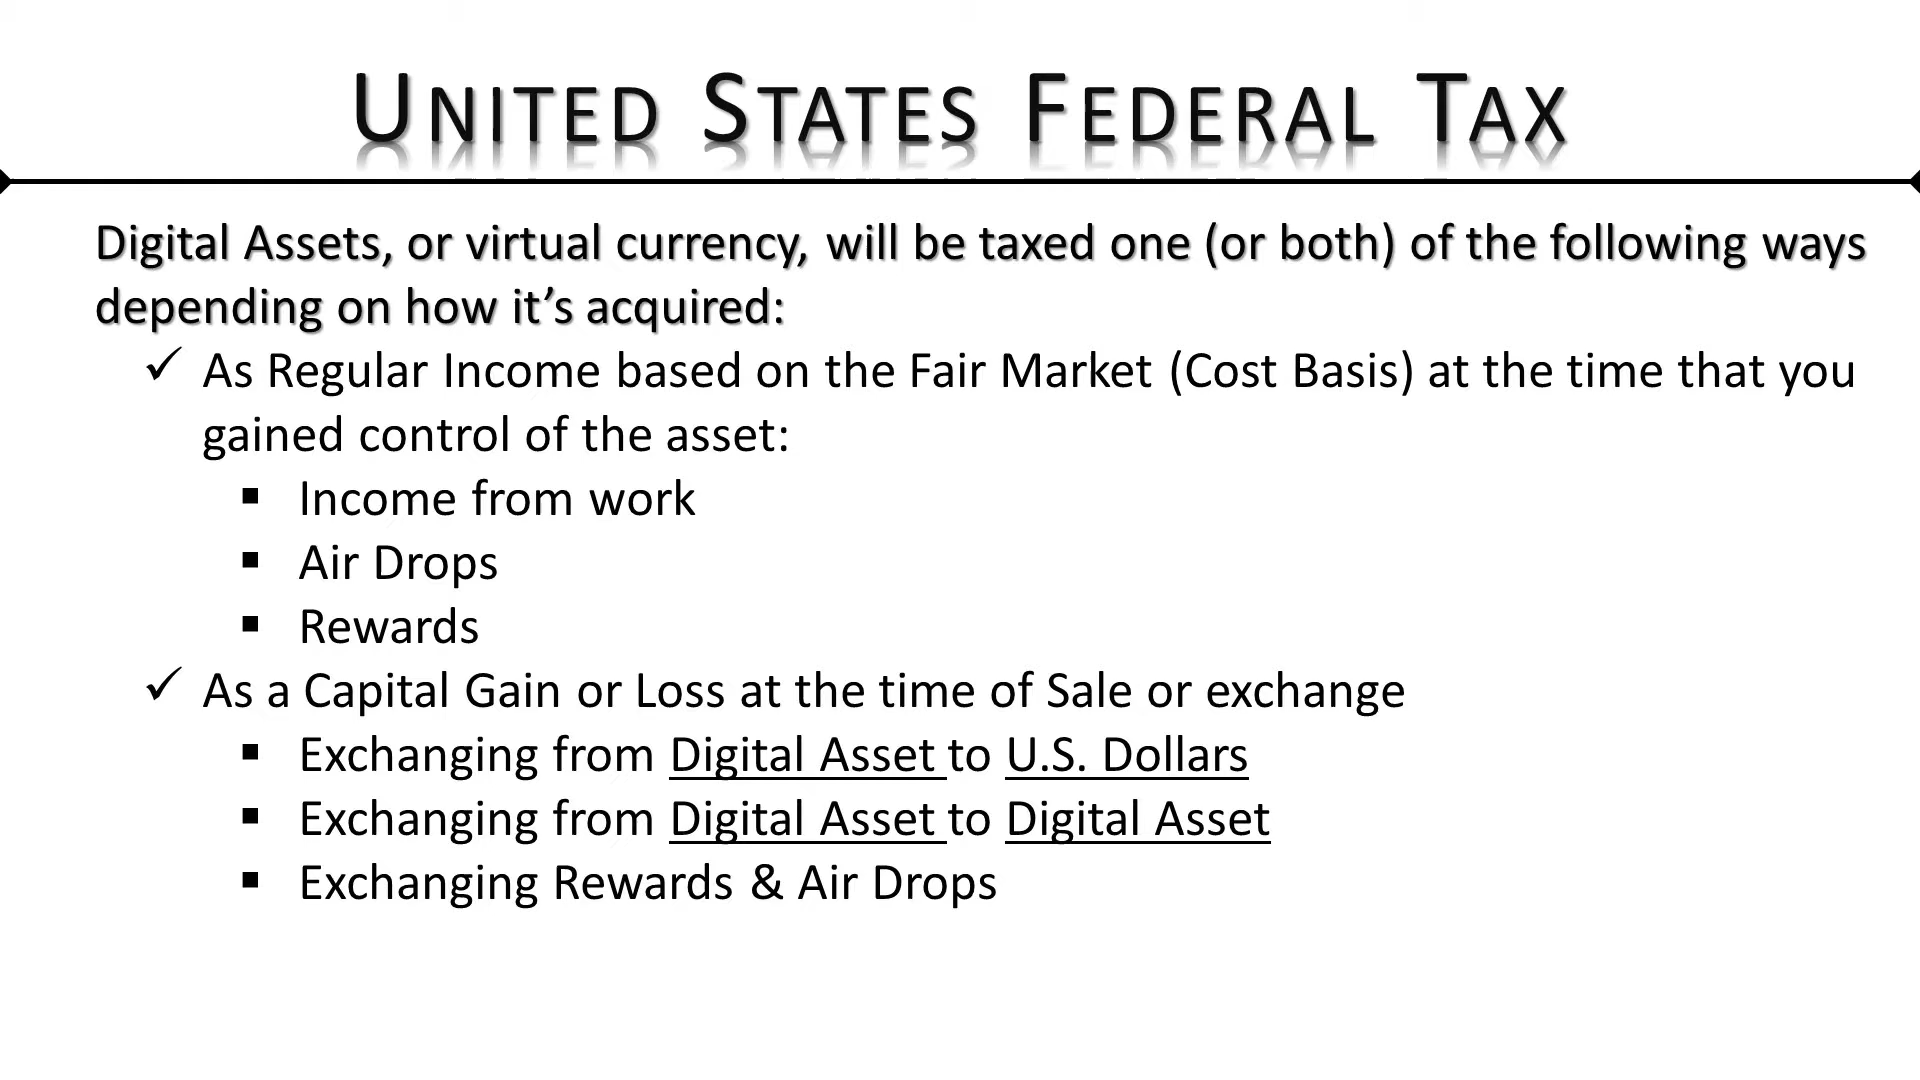 United States Federal Tax
Digital Assets, or virtual currency, will be taxed one (or both) of the following ways
depending on how it’s acquired:
✓ As Regular Income based on the Fair Market (Cost Basis) at the time that you
gained control of the asset:
▪ Income from work
▪ Air Drops
▪ Rewards
✓ As a Capital Gain or Loss at the time of Sale or exchange
▪ Exchanging from Digital Asset to U.S. Dollars
▪ Exchanging from Digital Asset to Digital Asset
▪ Exchanging Rewards & Air Drops